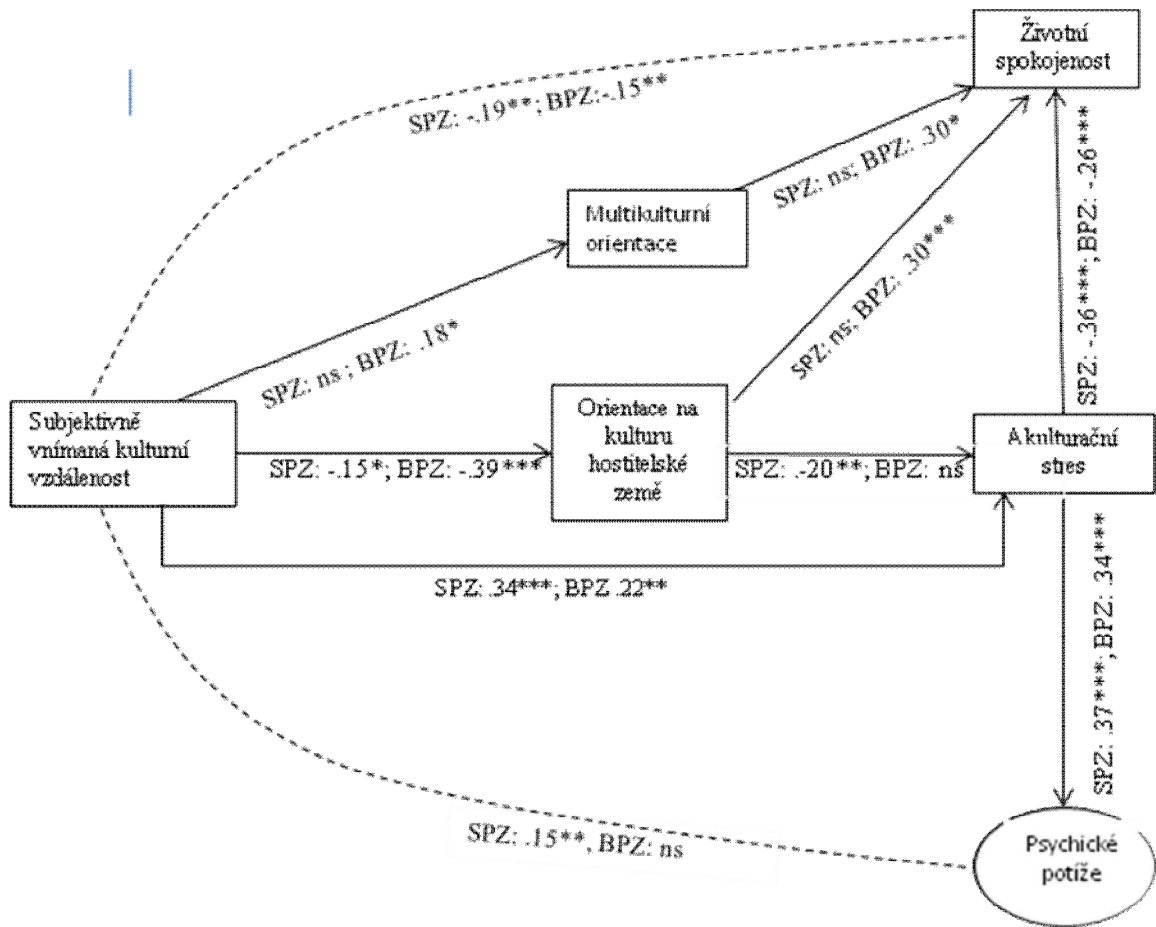 Životní
spokojenost
SPZ: -.19**; BPZ:-.15**
SPZ: ns; BPZ: .30*
SPZ: -.36***; BPZ: -.26***
Multikulturní
orientace
SPZ: ns; BPZ: .30***
SPZ: ns ; BPZ: .18*
Subjektivně
vnímaná kulturní
vzdálenost
Orientace na
kulturu
hostitelské
země
Akulturační
stres
SPZ: -.15*; BPZ: -.39***
SPZ: .-20**; BPZ: ns
SPZ: .34***; BPZ .22**
SPZ: .37***; BPZ: .34***
SPZ: .15**, BPZ: ns
Psychické
potíže